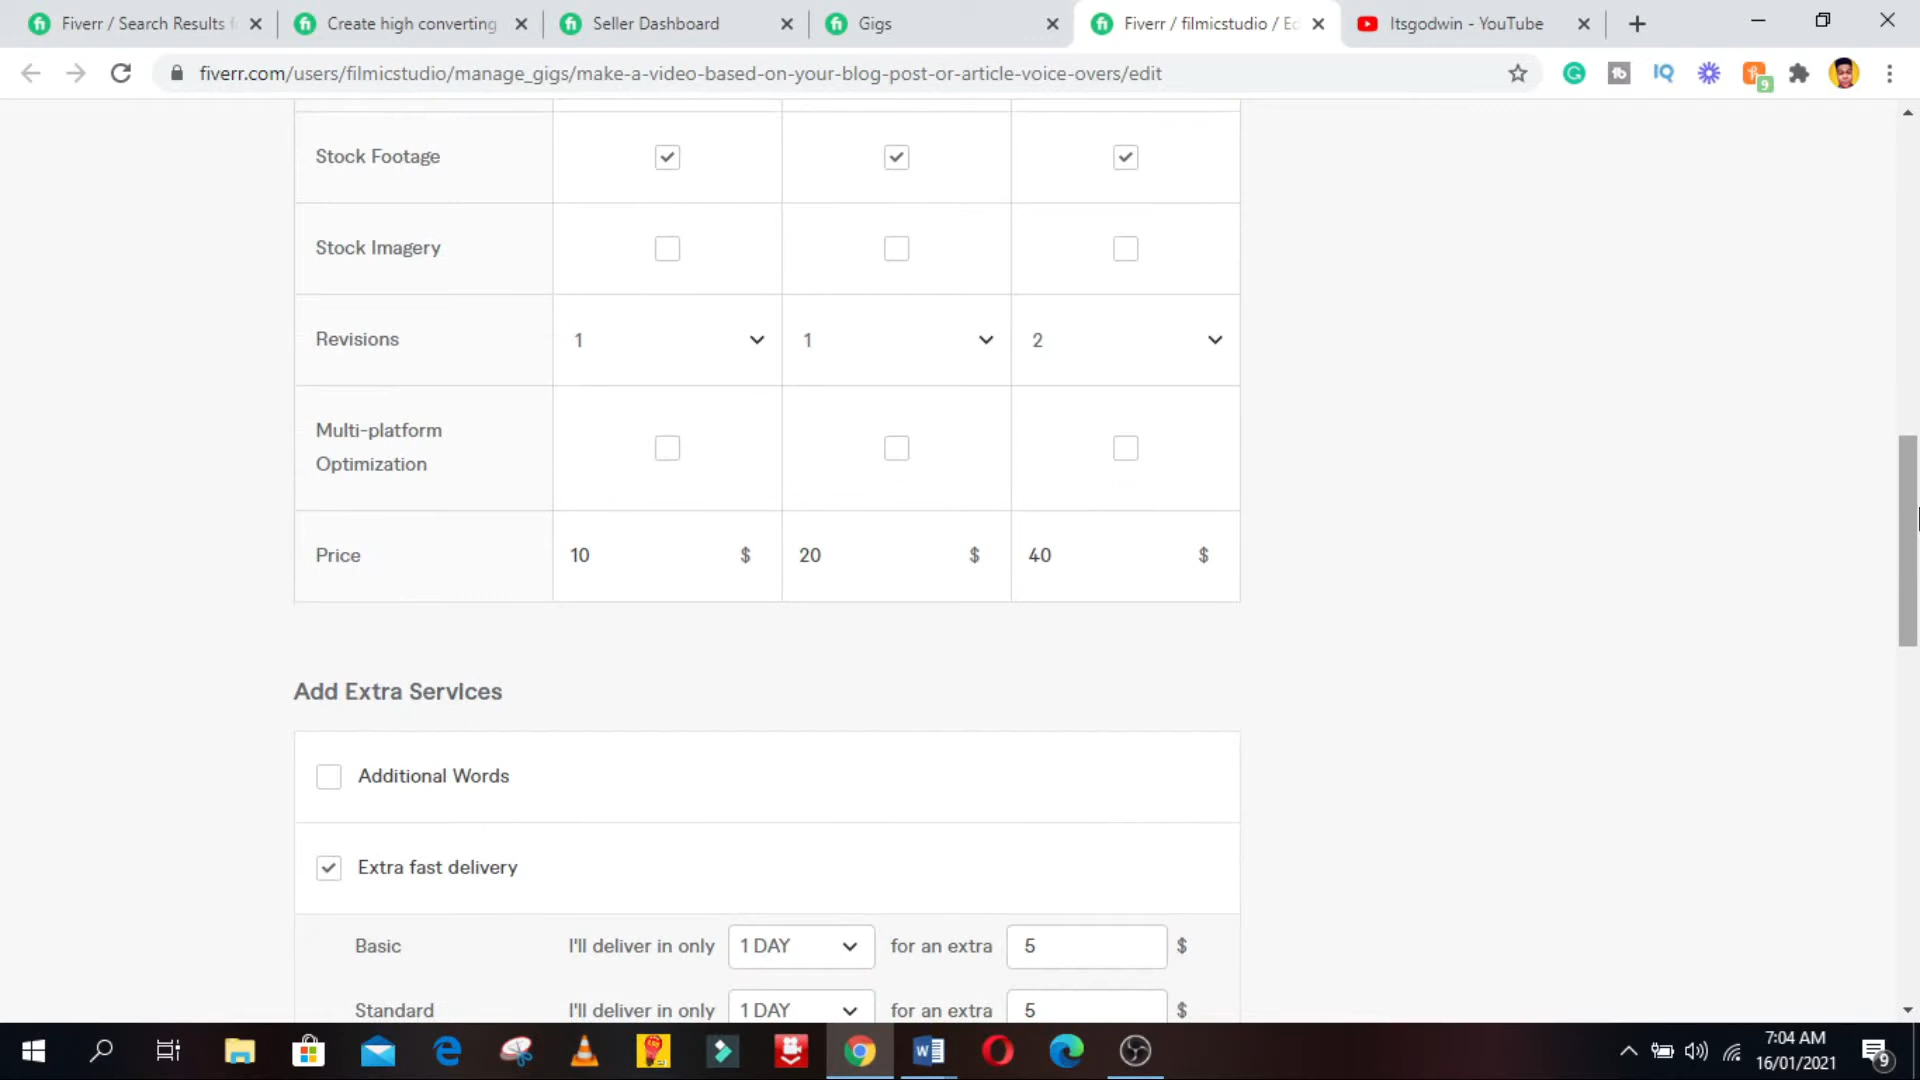 Fiverr / Search Results f
Create high converting
Seller Dashboard
Gigs
Fiverr / filmicstudio / Ed
Itsgodwin - YouTube
fiverr.com/users/filmicstudio/manage_gigs/make-a-video-based-on-your-blog-post-or-article-voice-overs/edit
IQ
9
Stock Footage
Stock Imagery
Revisions 1 1 2
Multi-platform
Optimization
Price 10 $ 20 $ 40 $
Add Extra Services
Additional Words
Extra fast delivery
Basic I'll deliver in only 1 DAY for an extra 5 $
Standard I'll deliver in only 1 DAY for an extra 5 $
7:04 AM
16/01/2021
9